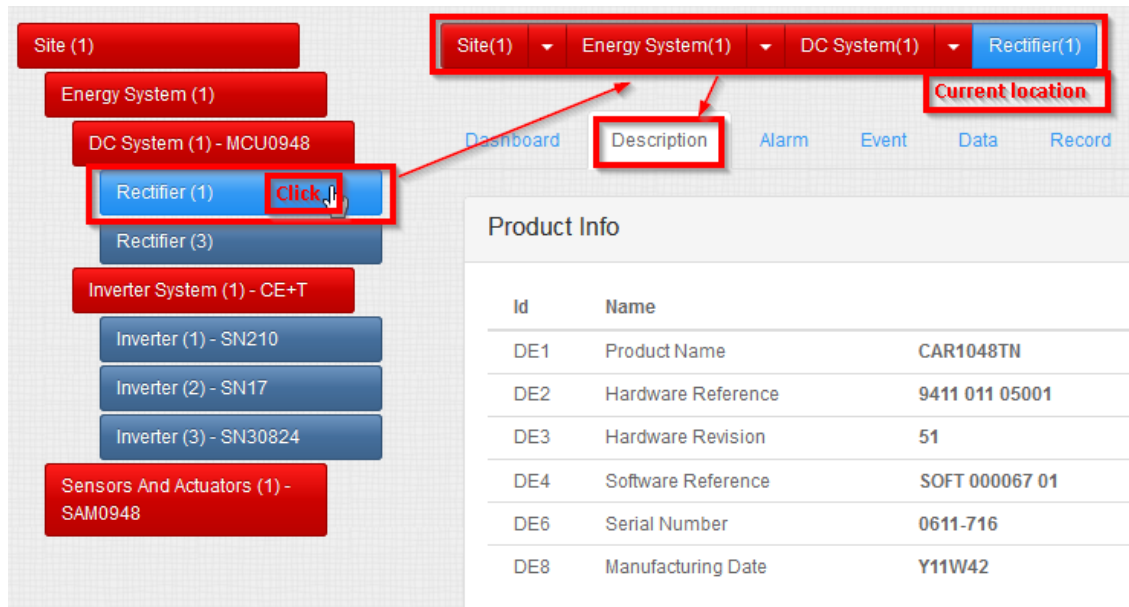 Site (1)
Energy System (1)
DC System (1) - MCU0948
Rectifier (1)
Click
Rectifier (3)
Inverter System (1) - CE+T
Inverter (1) - SN210
Inverter (2) - SN17
Inverter (3) - SN30824
Sensors And Actuators (1) -
SAM0948
Site(1) Energy System(1) DC System(1) Rectifier(1)
Current location
Dashboard Description Alarm Event Data Record
Product Info
Id Name
DE1 Product Name CAR1048TN
DE2 Hardware Reference 9411 011 05001
DE3 Hardware Revision 51
DE4 Software Reference SOFT 000067 01
DE6 Serial Number 0611-716
DE8 Manufacturing Date Y11W42